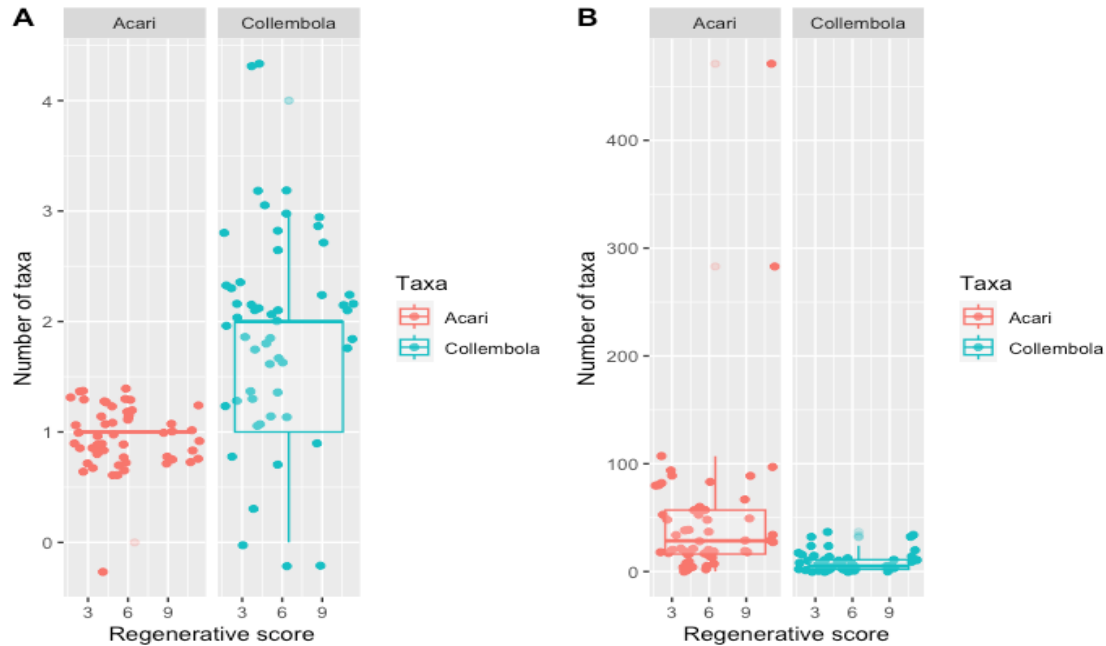 A
Acari Collembola
Number of taxa
4
3
2
1
0
3 6 9 3 6 9
Regenerative score
Taxa
Acari
Collembola
B
Acari Collembola
Number of taxa
400
300
200
100
0
3 6 9 3 6 9
Regenerative score
Taxa
Acari
Collembola